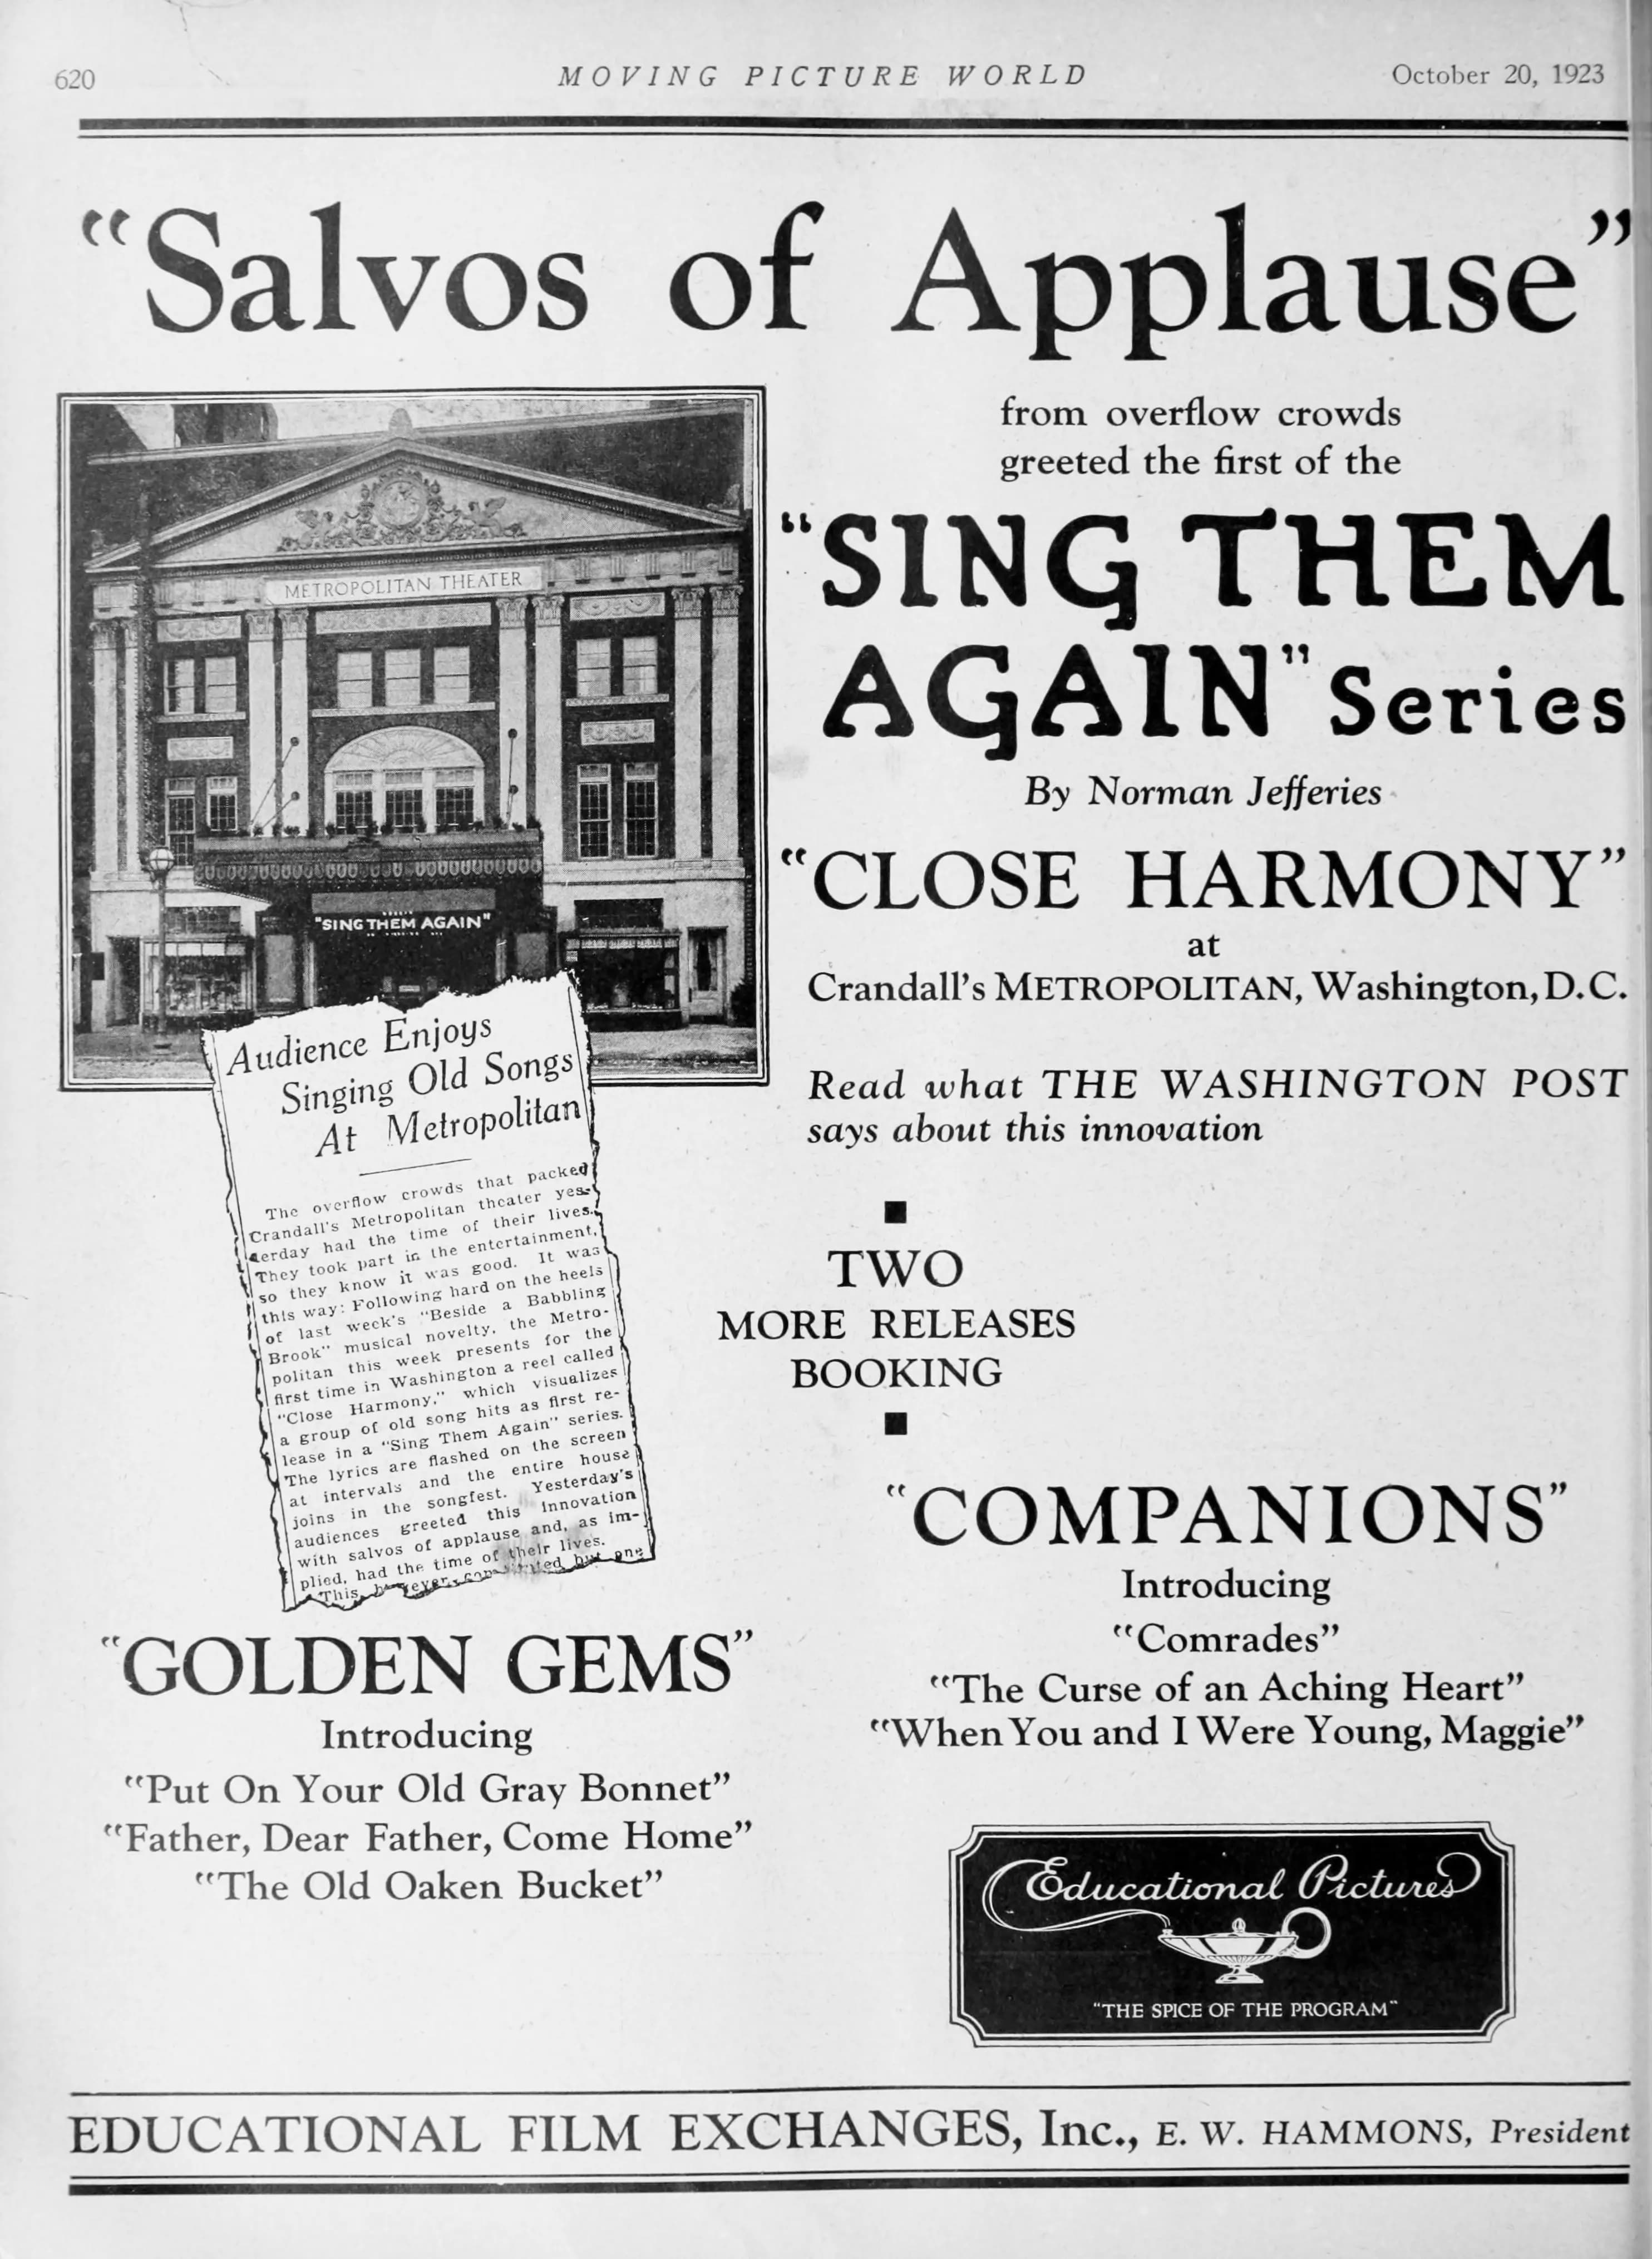 620
MOVING PICTURE WORLD
October 20, 1923
“Salvos of Applause”
from overflow crowds
greeted the first of the
“SING THEM
AGAIN” Series
By Norman Jefferies
“CLOSE HARMONY”
at
Crandall's METROPOLITAN, Washington, D.C.
Read what THE WASHINGTON POST
says about this innovation
METROPOLITAN THEATER
"SING THEM AGAIN"
Audience Enjoys
Singing Old Songs
At Metropolitan
The overflow crowds that packed
Crandall's Metropolitan theater yes-
terday had the time of their lives.
They took part in the entertainment,
so they know it was good. It was
this way: Following hard on the heels
of last week's "Beside a Babbling
Brook" musical novelty, the Metro-
politan this week presents for the
first time in Washington a reel called
"Close Harmony," which visualizes
a group of old song hits as first re-
lease in a "Sing Them Again" series.
The lyrics are flashed on the screen
at intervals and the entire house
joins in the songfest. Yesterday's
audiences greeted this innovation
with salvos of applause and, as im-
plied, had the time of their lives.
This, however, constituted but one
TWO
MORE RELEASES
BOOKING
“GOLDEN GEMS”
Introducing
“Put On Your Old Gray Bonnet”
“Father, Dear Father, Come Home”
“The Old Oaken Bucket”
“COMPANIONS”
Introducing
“Comrades”
“The Curse of an Aching Heart”
“When You and I Were Young, Maggie”
Educational Pictures
"THE SPICE OF THE PROGRAM"
EDUCATIONAL FILM EXCHANGES, Inc., E. W. HAMMONS, President